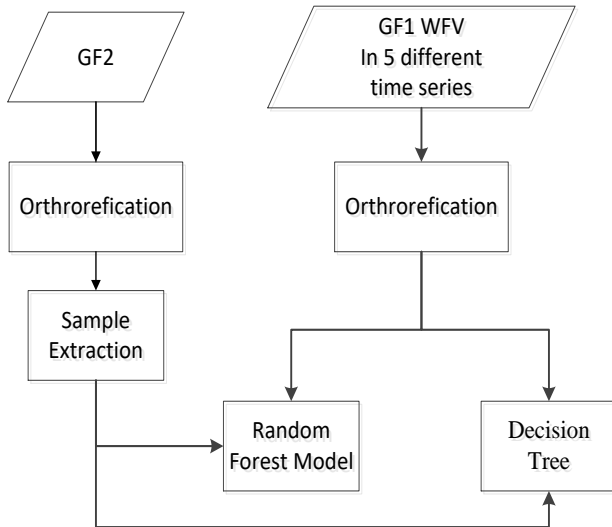 GF2
GF1 WFV
In 5 different
time series
Orthrorefication
Orthrorefication
Sample
Extraction
Random
Forest Model
Decision
Tree